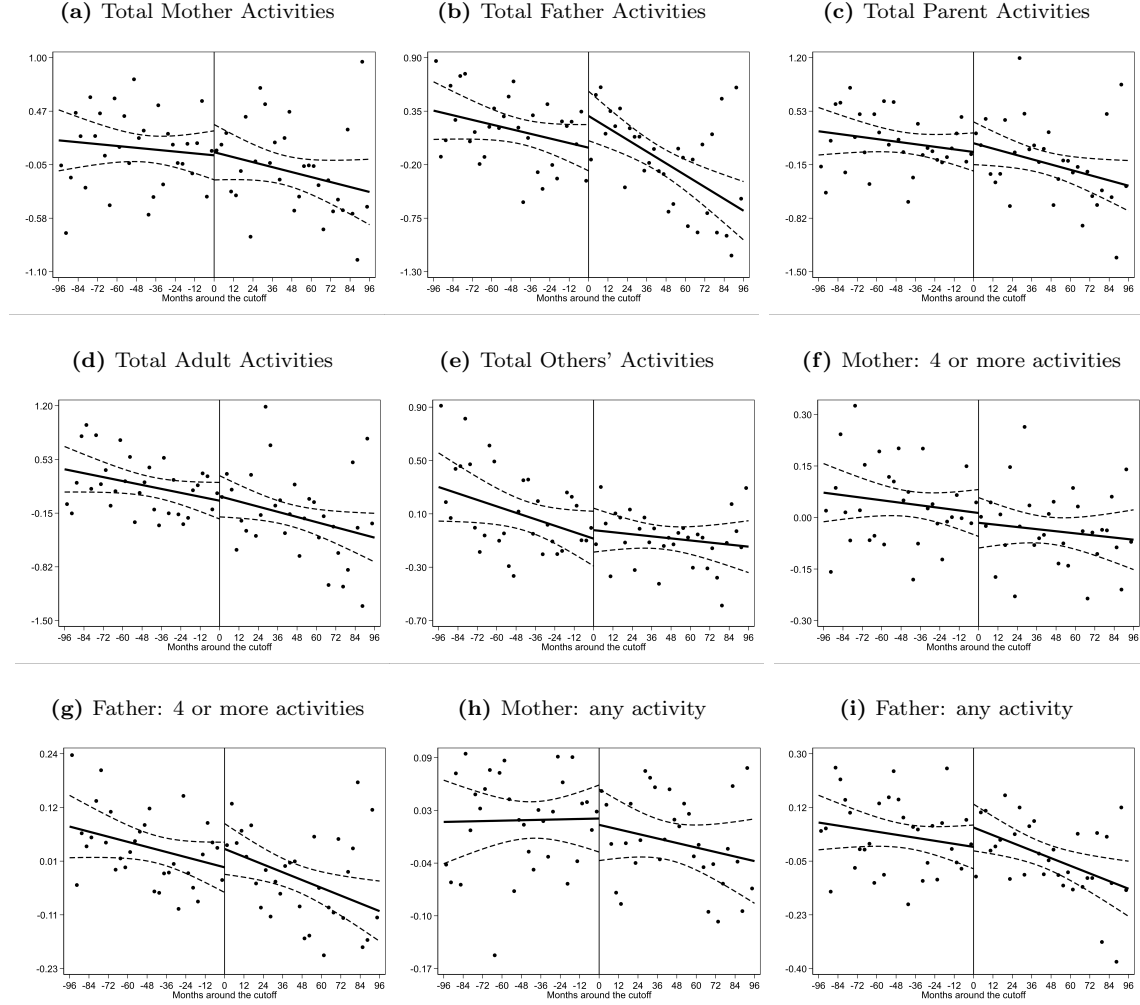 (a) Total Mother Activities
1.00
0.47
-0.05
-0.58
-1.10
-96 -84 -72 -60 -48 -36 -24 -12 0 12 24 36 48 60 72 84 96
Months around the cutoff
(b) Total Father Activities
0.90
0.35
-0.20
-0.75
-1.30
-96 -84 -72 -60 -48 -36 -24 -12 0 12 24 36 48 60 72 84 96
Months around the cutoff
(c) Total Parent Activities
1.20
0.53
-0.15
-0.82
-1.50
-96 -84 -72 -60 -48 -36 -24 -12 0 12 24 36 48 60 72 84 96
Months around the cutoff
(d) Total Adult Activities
1.20
0.53
-0.15
-0.82
-1.50
-96 -84 -72 -60 -48 -36 -24 -12 0 12 24 36 48 60 72 84 96
Months around the cutoff
(e) Total Others’ Activities
0.90
0.50
0.10
-0.30
-0.70
-96 -84 -72 -60 -48 -36 -24 -12 0 12 24 36 48 60 72 84 96
Months around the cutoff
(f) Mother: 4 or more activities
0.30
0.15
0.00
-0.15
-0.30
-96 -84 -72 -60 -48 -36 -24 -12 0 12 24 36 48 60 72 84 96
Months around the cutoff
(g) Father: 4 or more activities
0.24
0.12
0.01
-0.11
-0.23
-96 -84 -72 -60 -48 -36 -24 -12 0 12 24 36 48 60 72 84 96
Months around the cutoff
(h) Mother: any activity
0.09
0.03
-0.04
-0.10
-0.17
-96 -84 -72 -60 -48 -36 -24 -12 0 12 24 36 48 60 72 84 96
Months around the cutoff
(i) Father: any activity
0.30
0.12
-0.05
-0.23
-0.40
-96 -84 -72 -60 -48 -36 -24 -12 0 12 24 36 48 60 72 84 96
Months around the cutoff